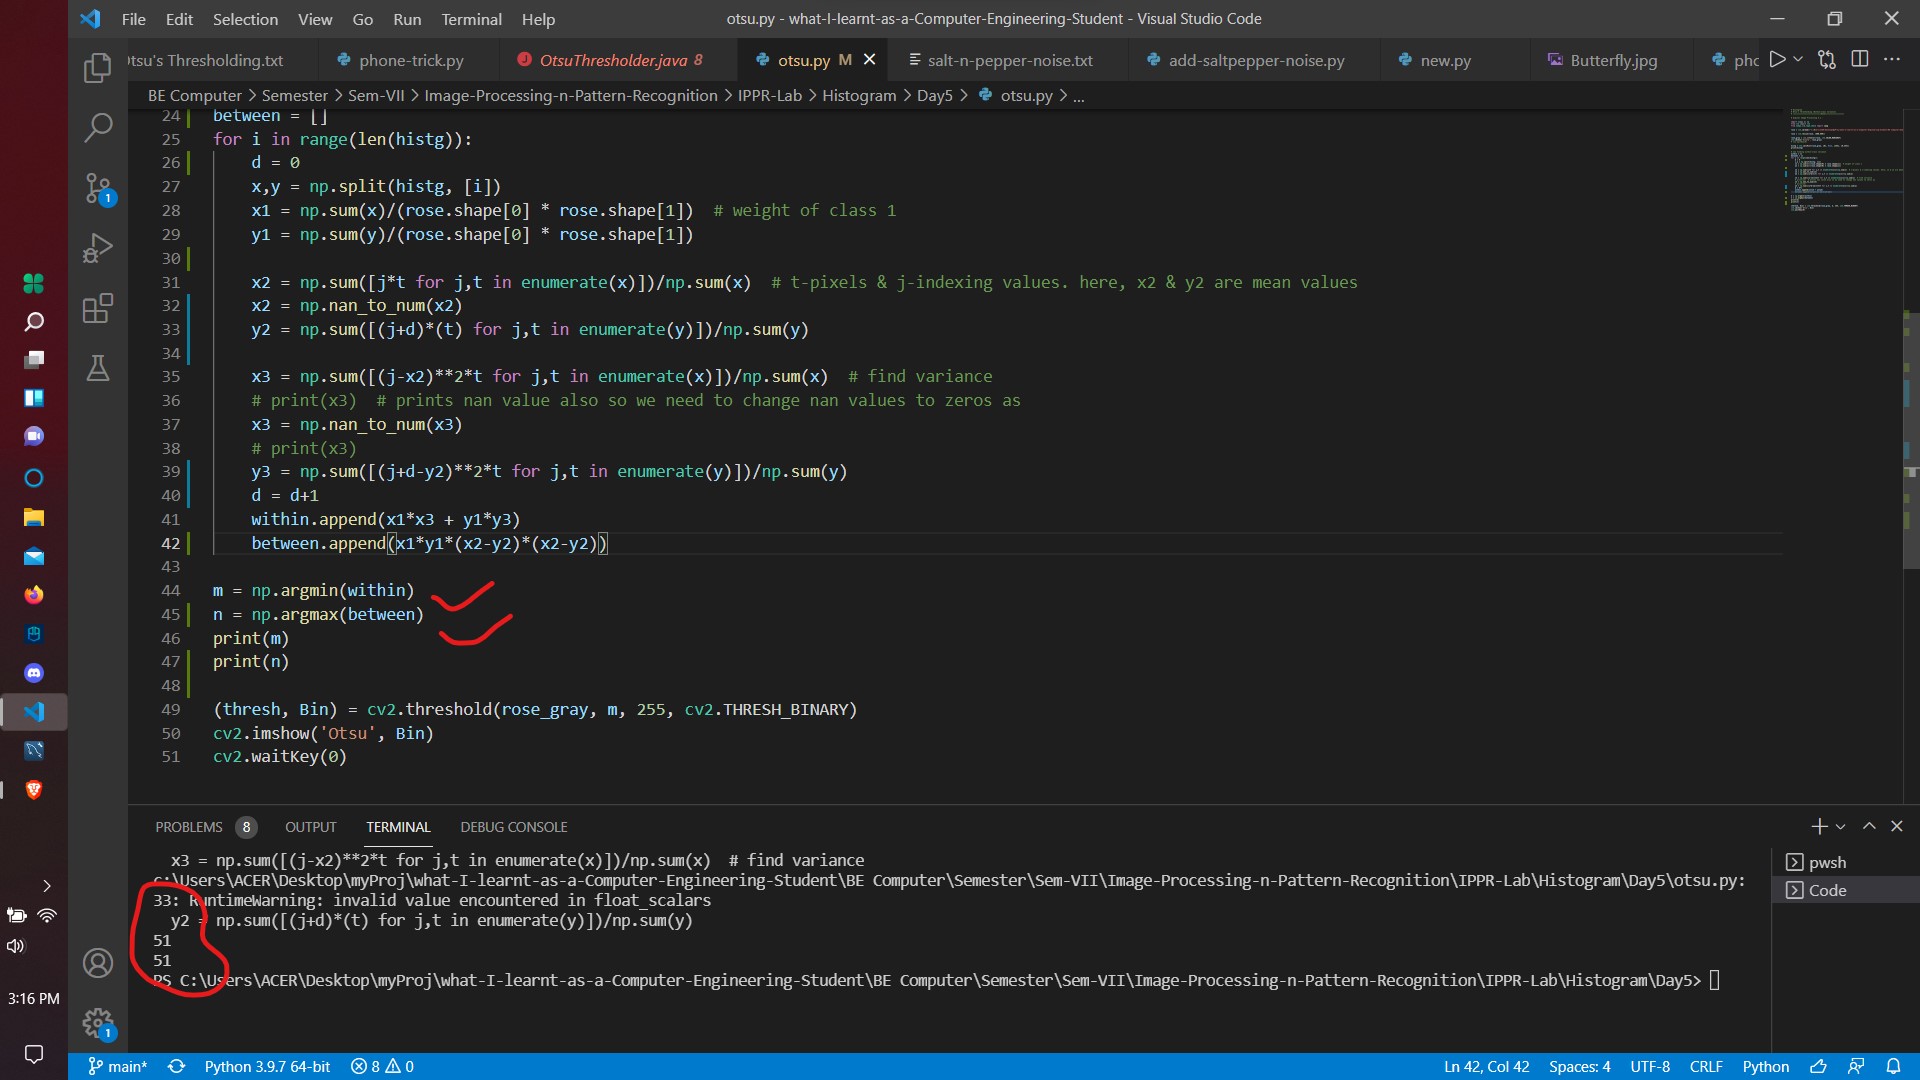 File Edit Selection View Go Run Terminal Help
otsu.py - what-I-learnt-as-a-Computer-Engineering-Student - Visual Studio Code
tsu's Thresholding.txt phone-trick.py OtsuThresholder.java 8 otsu.py M salt-n-pepper-noise.txt add-saltpepper-noise.py new.py Butterfly.jpg
BE Computer > Semester > Sem-VII > Image-Processing-n-Pattern-Recognition > IPPR-Lab > Histogram > Day5 > otsu.py > ...
24 between = []
25 for i in range(len(histg)):
26     d = 0
27     x,y = np.split(histg, [i])
28     x1 = np.sum(x)/(rose.shape[0] * rose.shape[1])  # weight of class 1
29     y1 = np.sum(y)/(rose.shape[0] * rose.shape[1])
30
31     x2 = np.sum([j*t for j,t in enumerate(x)])/np.sum(x)  # t-pixels & j-indexing values. here, x2 & y2 are mean values
32     x2 = np.nan_to_num(x2)
33     y2 = np.sum([(j+d)*(t) for j,t in enumerate(y)])/np.sum(y)
34
35     x3 = np.sum([(j-x2)**2*t for j,t in enumerate(x)])/np.sum(x)  # find variance
36     # print(x3)  # prints nan value also so we need to change nan values to zeros as
37     x3 = np.nan_to_num(x3)
38     # print(x3)
39     y3 = np.sum([(j+d-y2)**2*t for j,t in enumerate(y)])/np.sum(y)
40     d = d+1
41     within.append(x1*x3 + y1*y3)
42     between.append(x1*y1*(x2-y2)*(x2-y2))
43
44 m = np.argmin(within)
45 n = np.argmax(between)
46 print(m)
47 print(n)
48
49 (thresh, Bin) = cv2.threshold(rose_gray, m, 255, cv2.THRESH_BINARY)
50 cv2.imshow('Otsu', Bin)
51 cv2.waitKey(0)
PROBLEMS 8 OUTPUT TERMINAL DEBUG CONSOLE
x3 = np.sum([(j-x2)**2*t for j,t in enumerate(x)])/np.sum(x)  # find variance
c:\Users\ACER\Desktop\myProj\what-I-learnt-as-a-Computer-Engineering-Student\BE Computer\Semester\Sem-VII\Image-Processing-n-Pattern-Recognition\IPPR-Lab\Histogram\Day5\otsu.py:
33: RuntimeWarning: invalid value encountered in float_scalars
y2 = np.sum([(j+d)*(t) for j,t in enumerate(y)])/np.sum(y)
51
51
PS C:\Users\ACER\Desktop\myProj\what-I-learnt-as-a-Computer-Engineering-Student\BE Computer\Semester\Sem-VII\Image-Processing-n-Pattern-Recognition\IPPR-Lab\Histogram\Day5>
pwsh
Code
1
1
3:16 PM
main* Python 3.9.7 64-bit 8 0 Ln 42, Col 42 Spaces: 4 UTF-8 CRLF Python